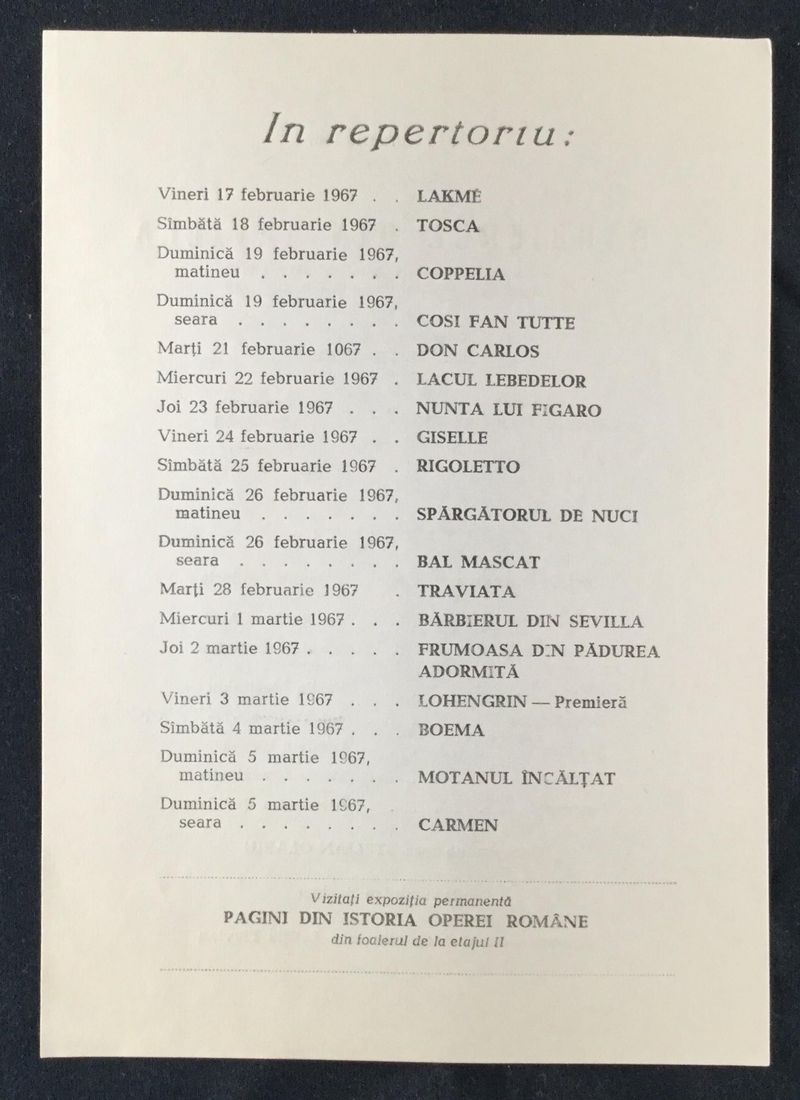 In repertoriu:
Vineri 17 februarie 1967 . . LAKMÉ
Sîmbătă 18 februarie 1967 . TOSCA
Duminică 19 februarie 1967,
matineu . . . . . . . COPPELIA
Duminică 19 februarie 1967,
seara . . . . . . . . COSI FAN TUTTE
Marți 21 februarie 1067 . . DON CARLOS
Miercuri 22 februarie 1967 . LACUL LEBEDELOR
Joi 23 februarie 1967 . . . NUNTA LUI FIGARO
Vineri 24 februarie 1967 . . GISELLE
Sîmbătă 25 februarie 1967 . RIGOLETTO
Duminică 26 februarie 1967,
matineu . . . . . . . SPĂRGĂTORUL DE NUCI
Duminică 26 februarie 1967,
seara . . . . . . . . BAL MASCAT
Marți 28 februarie 1967 . TRAVIATA
Miercuri 1 martie 1967 . . . BĂRBIERUL DIN SEVILLA
Joi 2 martie 1967 . . . . . FRUMOASA DIN PĂDUREA
ADORMITĂ
Vineri 3 martie 1967 . . . LOHENGRIN — Premieră
Sîmbătă 4 martie 1967 . . . BOEMA
Duminică 5 martie 1967,
matineu . . . . . . . MOTANUL ÎNCĂLȚAT
Duminică 5 martie 1967,
seara . . . . . . . . CARMEN
Vizitați expoziția permanentă
PAGINI DIN ISTORIA OPEREI ROMÂNE
din foaierul de la etajul II